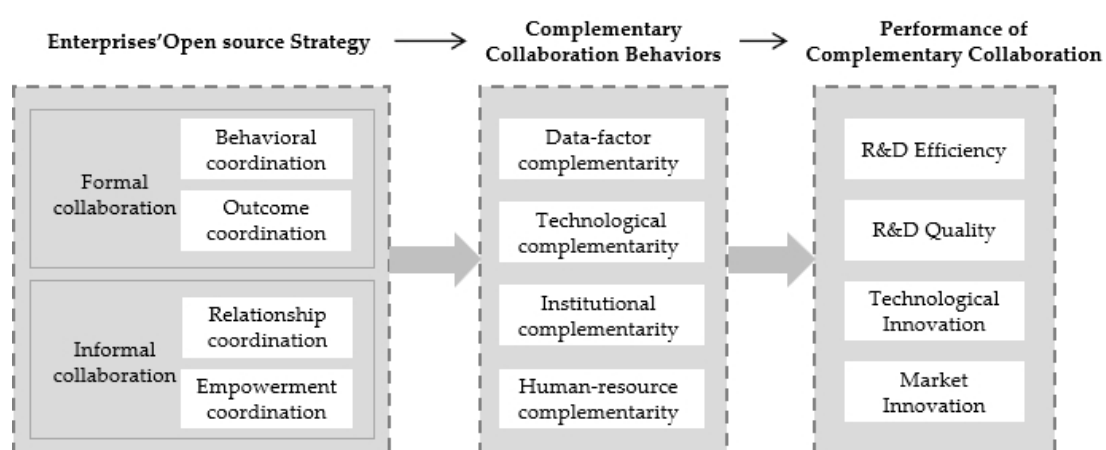 Enterprises’Open source Strategy
Complementary
Collaboration Behaviors
Performance of
Complementary Collaboration
Formal
collaboration
Behavioral
coordination
Outcome
coordination
Informal
collaboration
Relationship
coordination
Empowerment
coordination
Data-factor
complementarity
Technological
complementarity
Institutional
complementarity
Human-resource
complementarity
R&D Efficiency
R&D Quality
Technological
Innovation
Market
Innovation